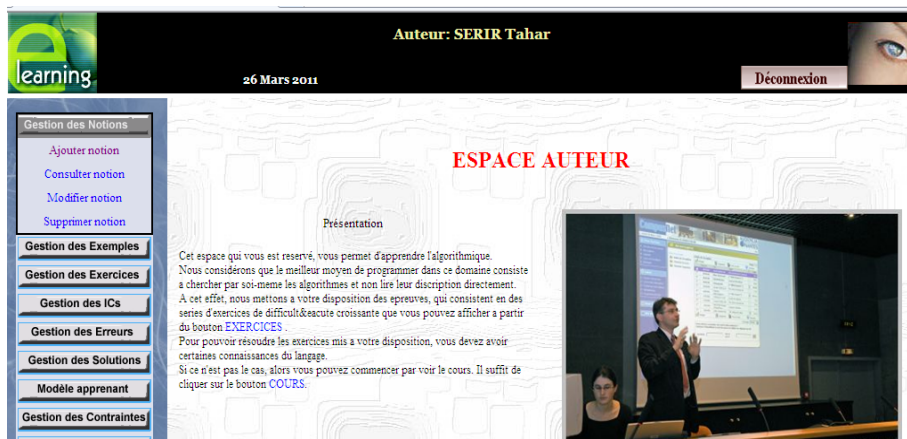 Auteur: SERIR Tahar
e
learning
26 Mars 2011
Déconnexion
Gestion des Notions
Ajouter notion
Consulter notion
Modifier notion
Supprimer notion
Gestion des Exemples
Gestion des Exercices
Gestion des ICs
Gestion des Erreurs
Gestion des Solutions
Modèle apprenant
Gestion des Contraintes
ESPACE AUTEUR
Présentation
Cet espace qui vous est reservé, vous permet d'apprendre l'algorithmique.
Nous considérons que le meilleur moyen de programmer dans ce domaine consiste
a chercher par soi-meme les algorithmes et non lire leur discription directement.
A cet effet, nous mettons a votre disposition des epreuves, qui consistent en des
series d'exercices de difficult&eacute croissante que vous pouvez afficher a partir
du bouton EXERCICES .
Pour pouvoir résoudre les exercices mis a votre disposition, vous devez avoir
certaines connaissances du langage.
Si ce n'est pas le cas, alors vous pouvez commencer par voir le cours. Il suffit de
cliquer sur le bouton COURS.